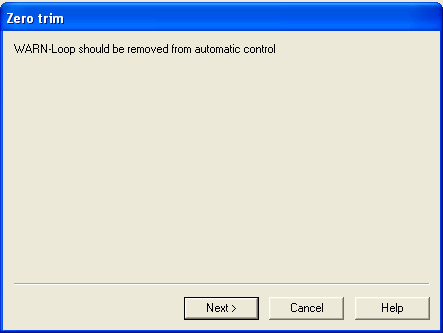 Zero trim
WARN-Loop should be removed from automatic control
Next >
Cancel
Help